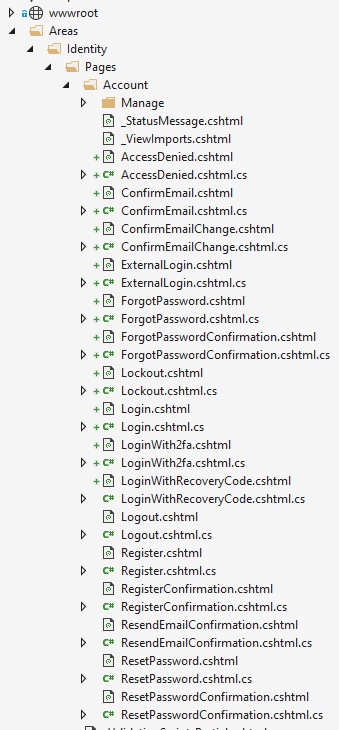 wwwroot
Areas
Identity
Pages
Account
Manage
_StatusMessage.cshtml
_ViewImports.cshtml
+ AccessDenied.cshtml
+ C# AccessDenied.cshtml.cs
+ ConfirmEmail.cshtml
+ C# ConfirmEmail.cshtml.cs
+ ConfirmEmailChange.cshtml
+ C# ConfirmEmailChange.cshtml.cs
+ ExternalLogin.cshtml
+ C# ExternalLogin.cshtml.cs
+ ForgotPassword.cshtml
+ C# ForgotPassword.cshtml.cs
+ ForgotPasswordConfirmation.cshtml
+ C# ForgotPasswordConfirmation.cshtml.cs
+ Lockout.cshtml
+ C# Lockout.cshtml.cs
+ Login.cshtml
+ C# Login.cshtml.cs
+ LoginWith2fa.cshtml
+ C# LoginWith2fa.cshtml.cs
+ LoginWithRecoveryCode.cshtml
C# LoginWithRecoveryCode.cshtml.cs
Logout.cshtml
C# Logout.cshtml.cs
Register.cshtml
C# Register.cshtml.cs
RegisterConfirmation.cshtml
C# RegisterConfirmation.cshtml.cs
ResendEmailConfirmation.cshtml
C# ResendEmailConfirmation.cshtml.cs
ResetPassword.cshtml
C# ResetPassword.cshtml.cs
ResetPasswordConfirmation.cshtml
C# ResetPasswordConfirmation.cshtml.cs